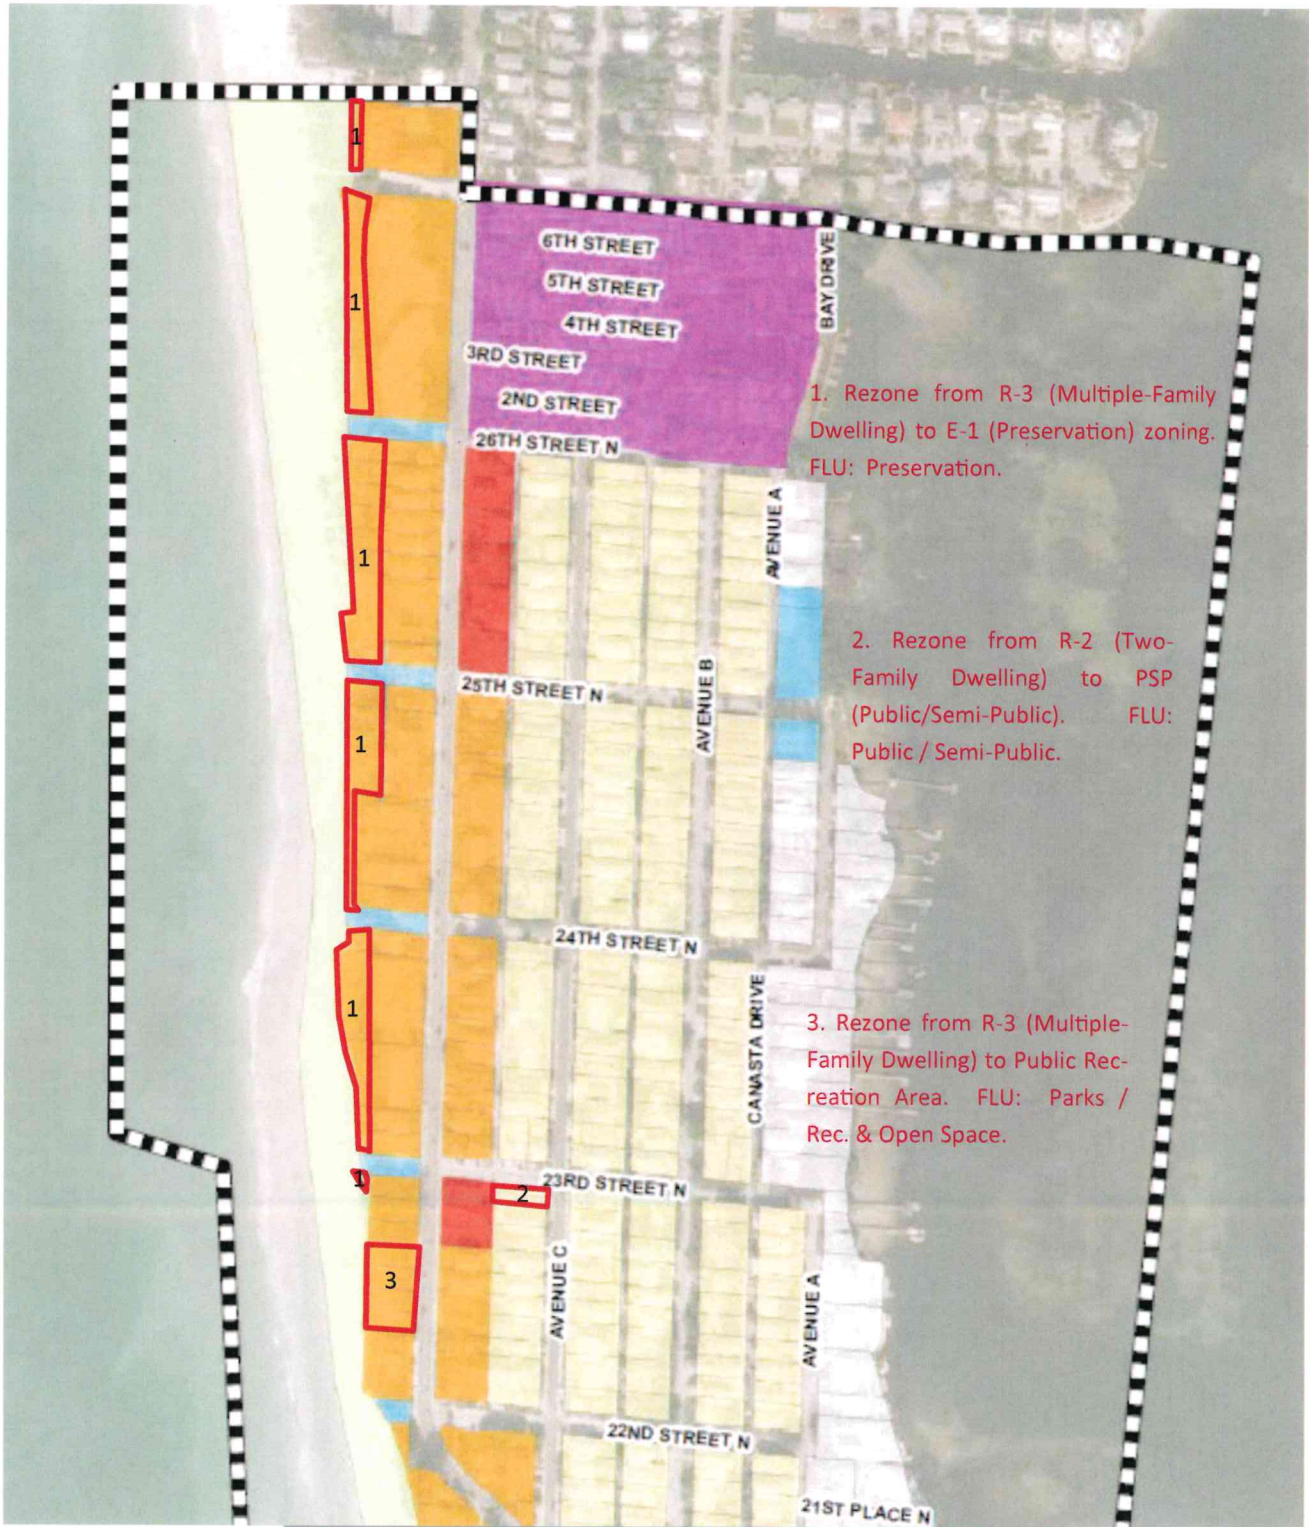 1
6TH STREET
BAY DRIVE
5TH STREET
1
4TH STREET
3RD STREET
2ND STREET
26TH STREET N
1. Rezone from R-3 (Multiple-Family
Dwelling) to E-1 (Preservation) zoning.
FLU: Preservation.
AVENUE A
1
2. Rezone from R-2 (Two-
Family Dwelling) to PSP
(Public/Semi-Public). FLU:
Public / Semi-Public.
AVENUE B
25TH STREET N
1
24TH STREET N
1
CANASTA DRIVE
3. Rezone from R-3 (Multiple-
Family Dwelling) to Public Rec-
reation Area. FLU: Parks /
Rec. & Open Space.
1
2
23RD STREET N
3
AVENUE C
AVENUE A
22ND STREET N
21ST PLACE N